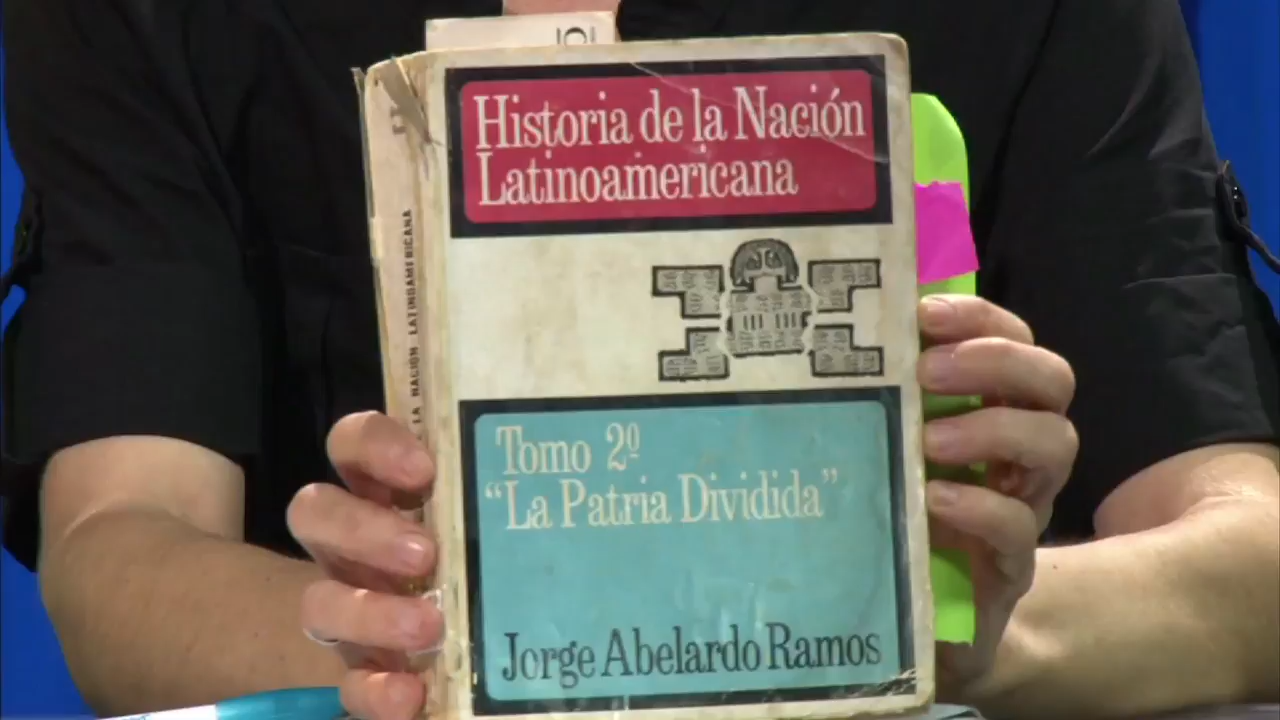 Historia de la Nación
Latinoamericana
LA NACIÓN LATINOAMERICANA
Tomo 2º
“La Patria Dividida”
Jorge Abelardo Ramos